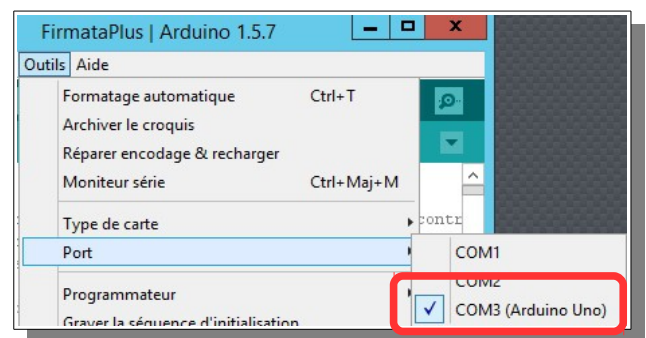 FirmataPlus | Arduino 1.5.7
Outils Aide
Formatage automatique Ctrl+T
Archiver le croquis
Réparer encodage & recharger
Moniteur série Ctrl+Maj+M
Type de carte
contr
Port
COM1
COM2
Programmateur
COM3 (Arduino Uno)
Graver la séquence d'initialisation